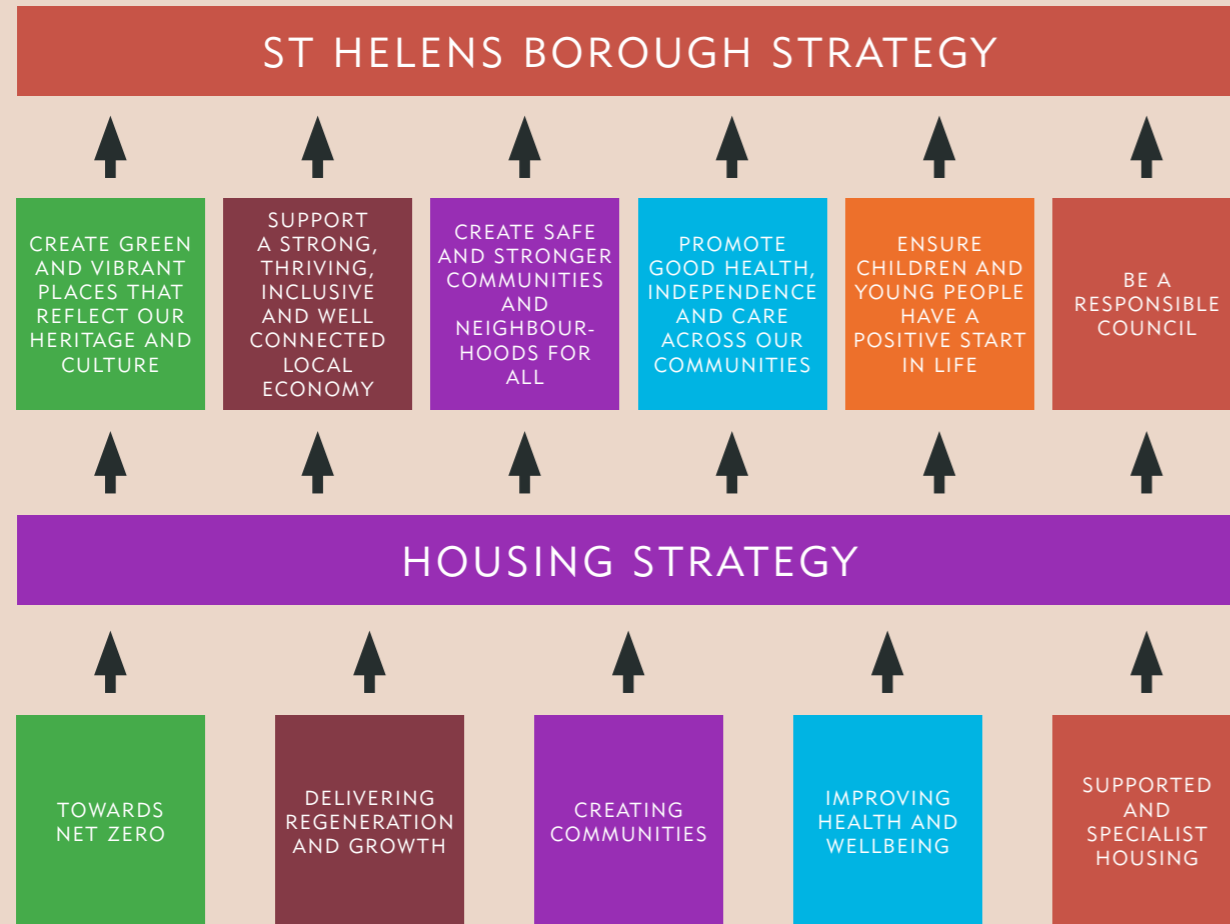 ST HELENS BOROUGH STRATEGY
CREATE GREEN
AND VIBRANT
PLACES THAT
REFLECT OUR
HERITAGE AND
CULTURE
SUPPORT
A STRONG,
THRIVING,
INCLUSIVE
AND WELL
CONNECTED
LOCAL
ECONOMY
CREATE SAFE
AND STRONGER
COMMUNITIES
AND
NEIGHBOUR-
HOODS FOR
ALL
PROMOTE
GOOD HEALTH,
INDEPENDENCE
AND CARE
ACROSS OUR
COMMUNITIES
ENSURE
CHILDREN AND
YOUNG PEOPLE
HAVE A
POSITIVE START
IN LIFE
BE A
RESPONSIBLE
COUNCIL
HOUSING STRATEGY
TOWARDS
NET ZERO
DELIVERING
REGENERATION
AND GROWTH
CREATING
COMMUNITIES
IMPROVING
HEALTH AND
WELLBEING
SUPPORTED
AND
SPECIALIST
HOUSING